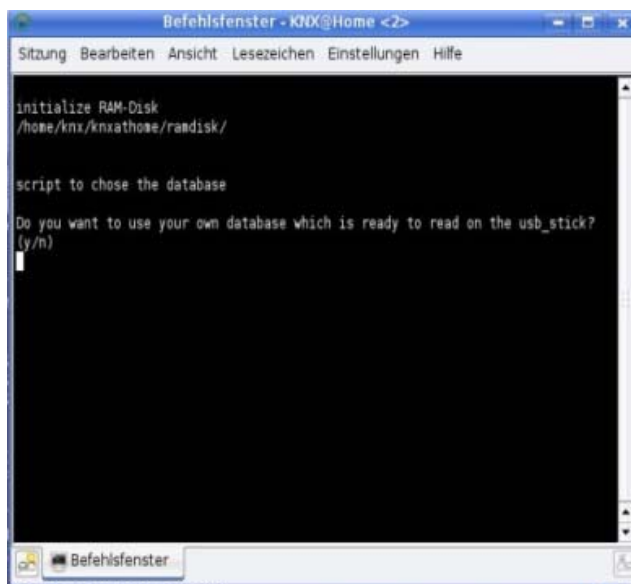 Befehlsfenster - KNX@Home <2>
Sitzung Bearbeiten Ansicht Lesezeichen Einstellungen Hilfe
initialize RAM-Disk
/home/knx/knxathome/ramdisk/
script to chose the database
Do you want to use your own database which is ready to read on the usb_stick?
(y/n)
Befehlsfenster